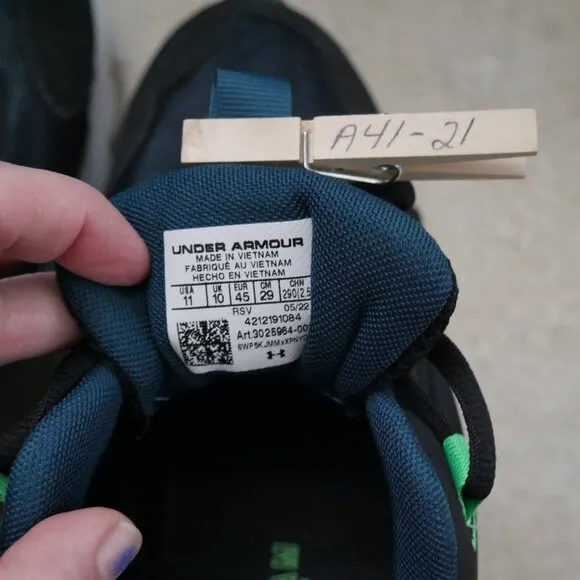 A41-21
UNDER ARMOUR
MADE IN VIETNAM
FABRIQUÉ AU VIETNAM
HECHO EN VIETNAM
USA UK EUR CM CHN
11 10 45 29 290(2.5
RSV 05/22
4212191084
Art.3025964-00